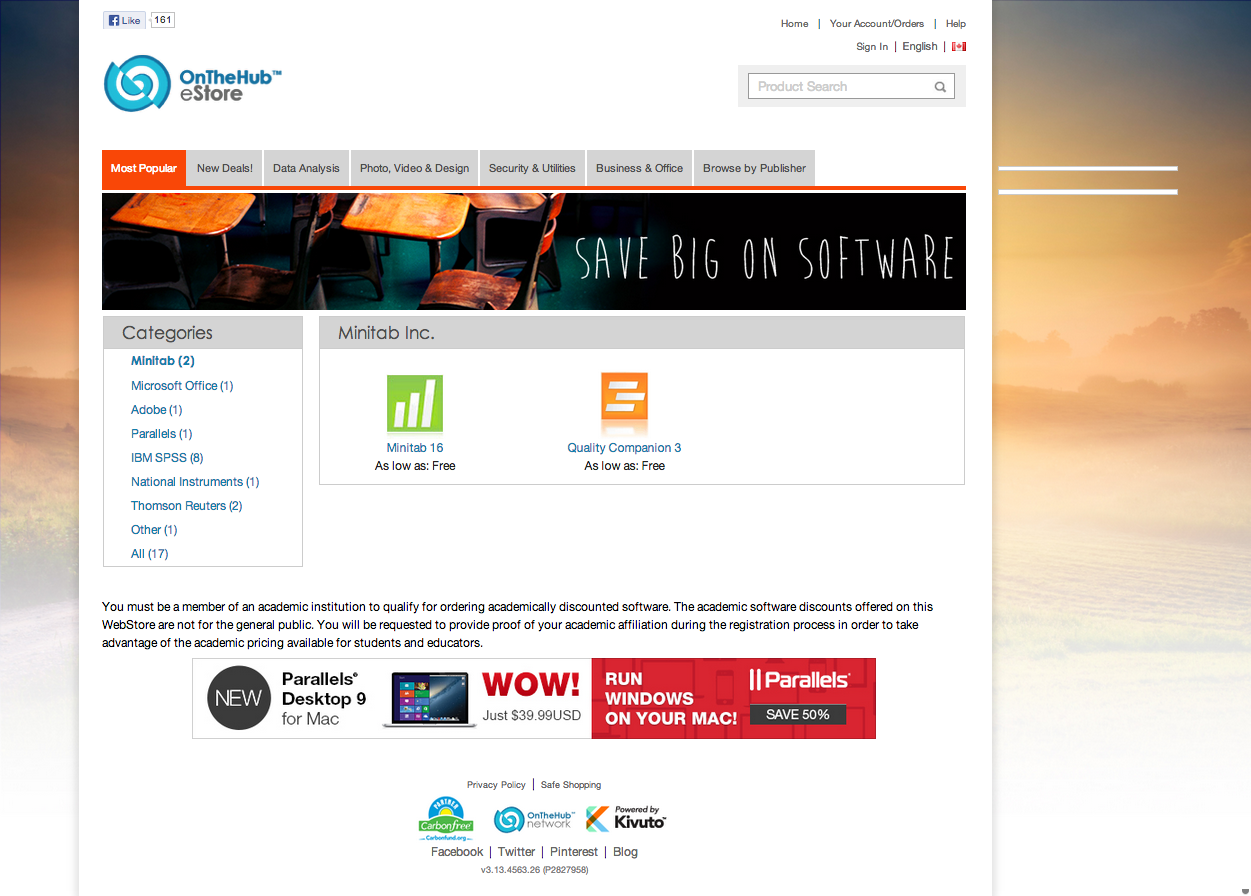 Like 161
Home | Your Account/Orders | Help
Sign In | English |
OnTheHub™
eStore
Product Search
Most Popular New Deals! Data Analysis Photo, Video & Design Security & Utilities Business & Office Browse by Publisher
SAVE BIG ON SOFTWARE
Categories
Minitab (2)
Microsoft Office (1)
Adobe (1)
Parallels (1)
IBM SPSS (8)
National Instruments (1)
Thomson Reuters (2)
Other (1)
All (17)
Minitab Inc.
Minitab 16
As low as: Free
Quality Companion 3
As low as: Free
You must be a member of an academic institution to qualify for ordering academically discounted software. The academic software discounts offered on this
WebStore are not for the general public. You will be requested to provide proof of your academic affiliation during the registration process in order to take
advantage of the academic pricing available for students and educators.
NEW
Parallels®
Desktop 9
for Mac
WOW!
Just $39.99USD
RUN
WINDOWS
ON YOUR MAC!
Parallels®
SAVE 50%
Privacy Policy | Safe Shopping
PARTNER
Carbonfree®
Carbonfund.org
OnTheHub™
network
Powered by
Kivuto™
Facebook | Twitter | Pinterest | Blog
v3.13.4563.26 (P2827958)